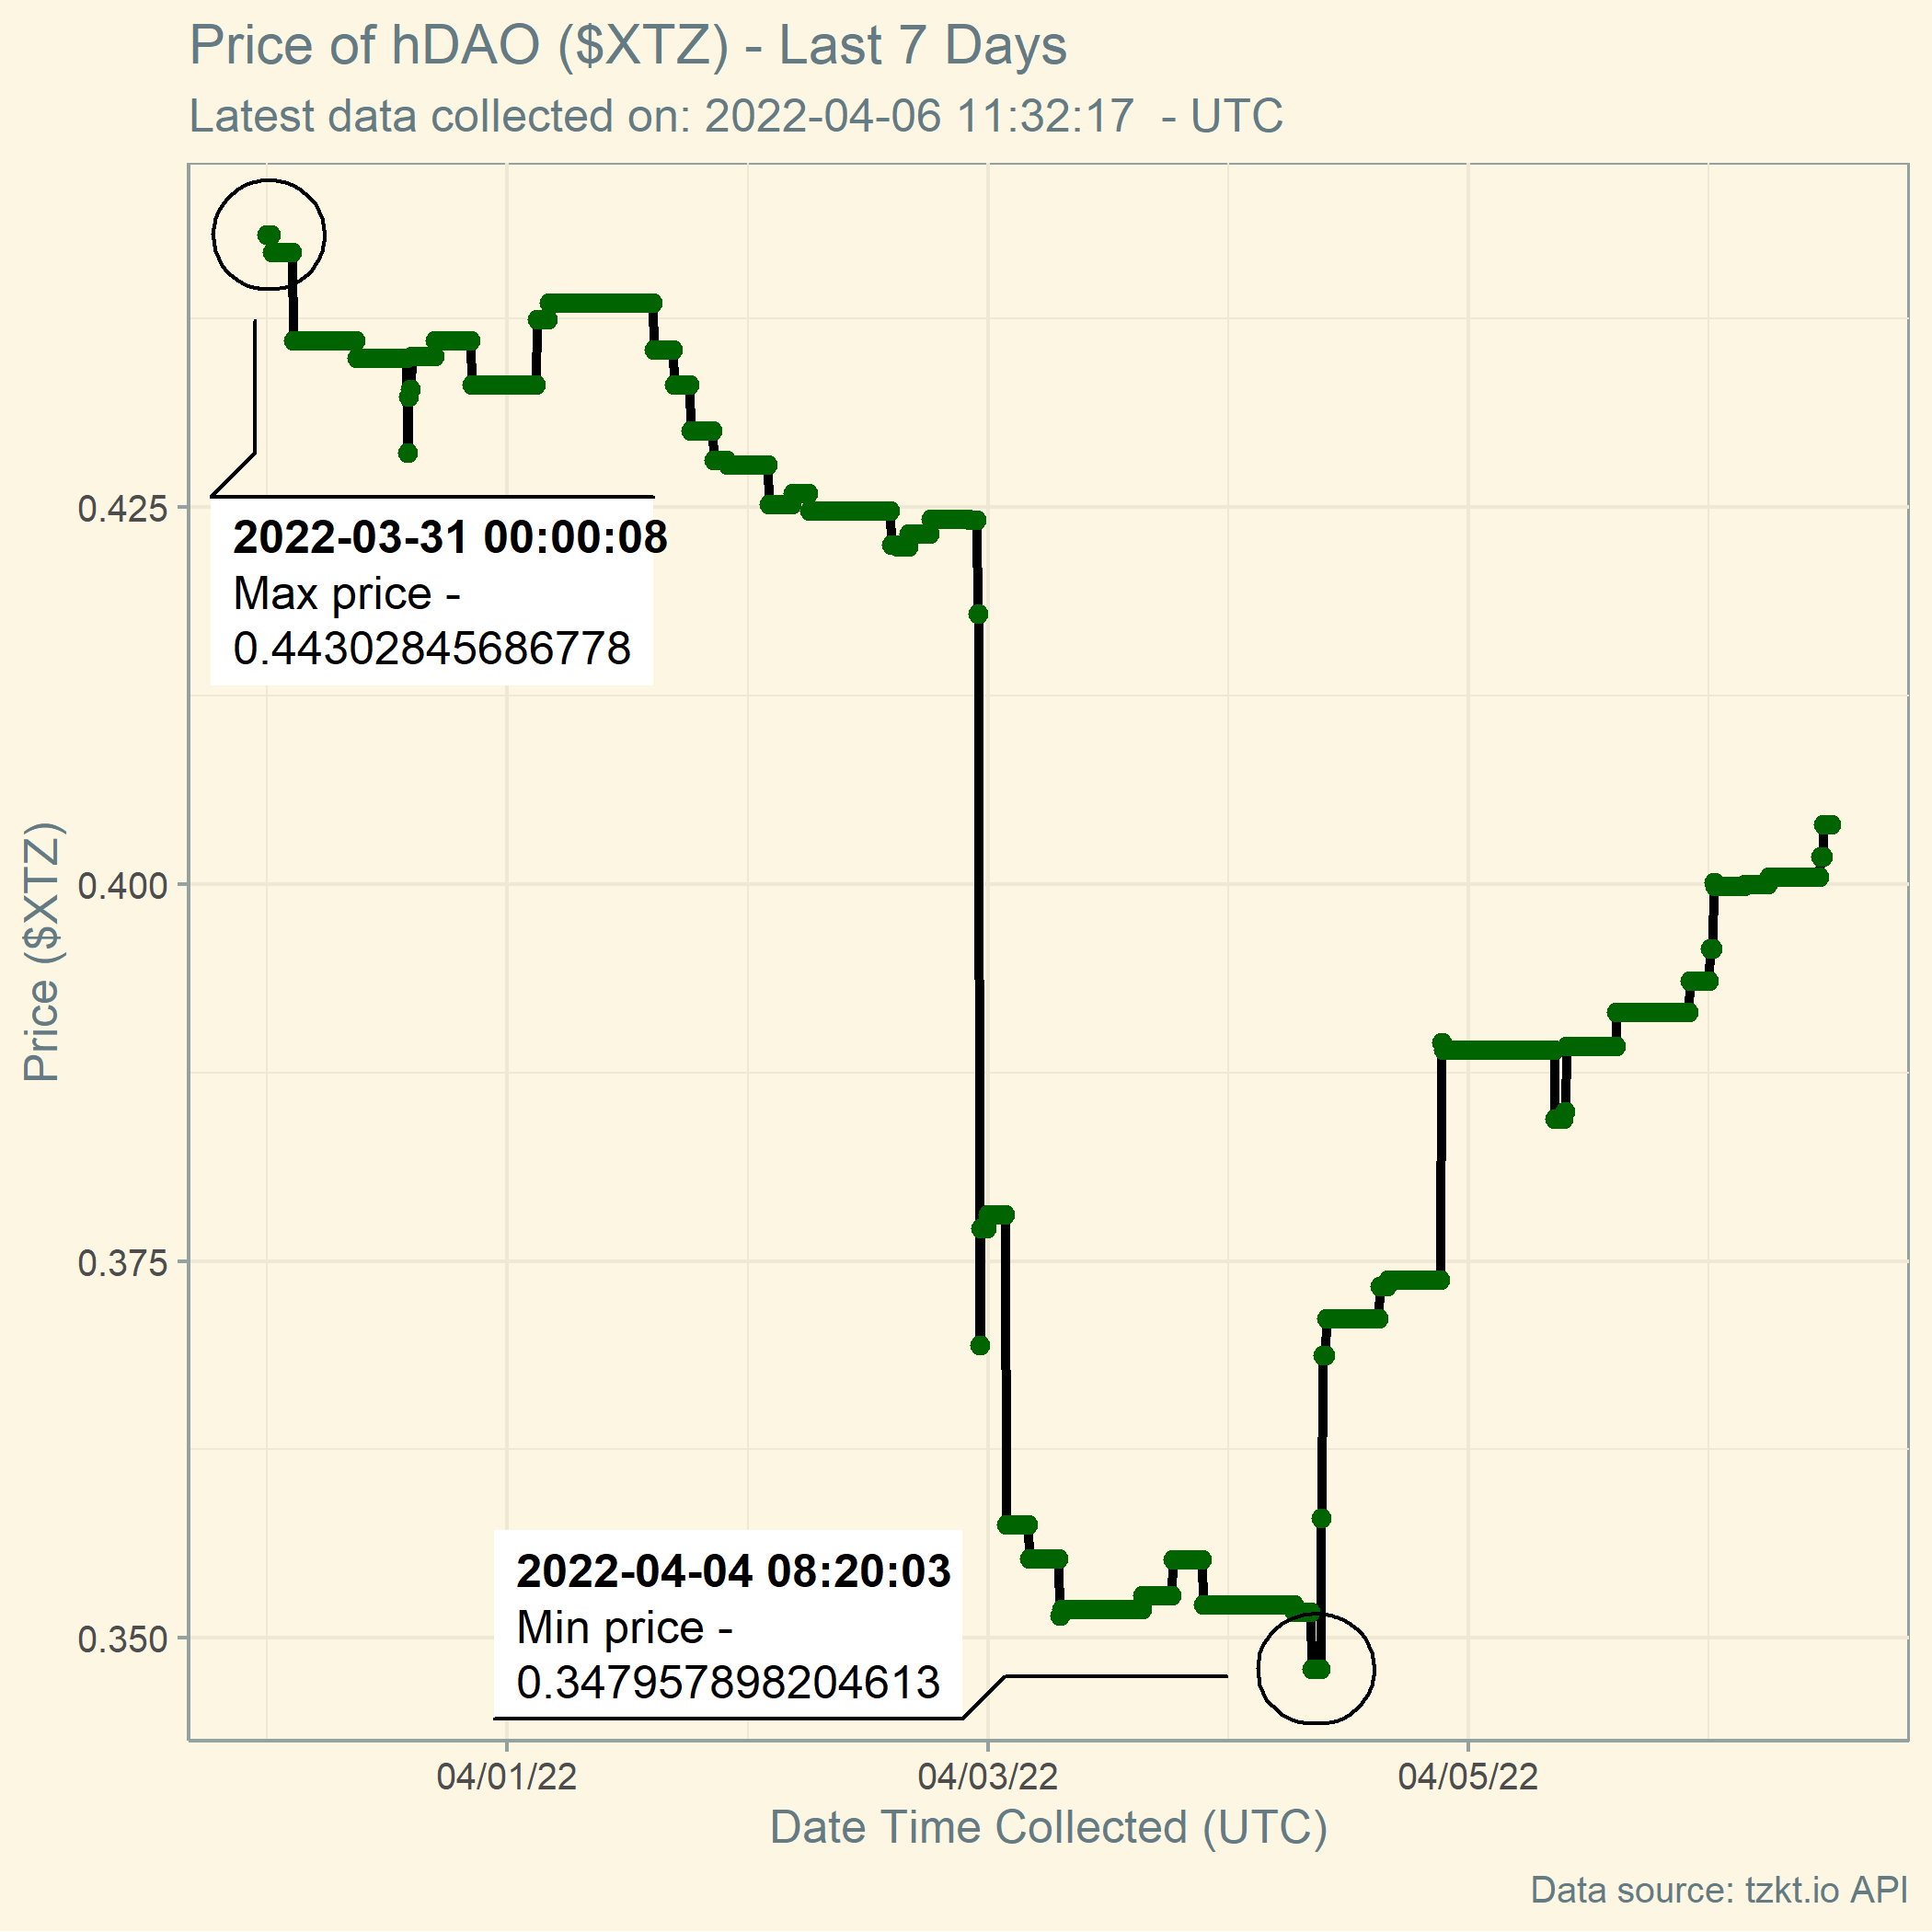 Price of hDAO ($XTZ) - Last 7 Days
Latest data collected on: 2022-04-06 11:32:17  - UTC
Price ($XTZ)
0.425
0.400
0.375
0.350
2022-03-31 00:00:08
Max price -
0.44302845686778
2022-04-04 08:20:03
Min price -
0.347957898204613
04/01/22
04/03/22
04/05/22
Date Time Collected (UTC)
Data source: tzkt.io API